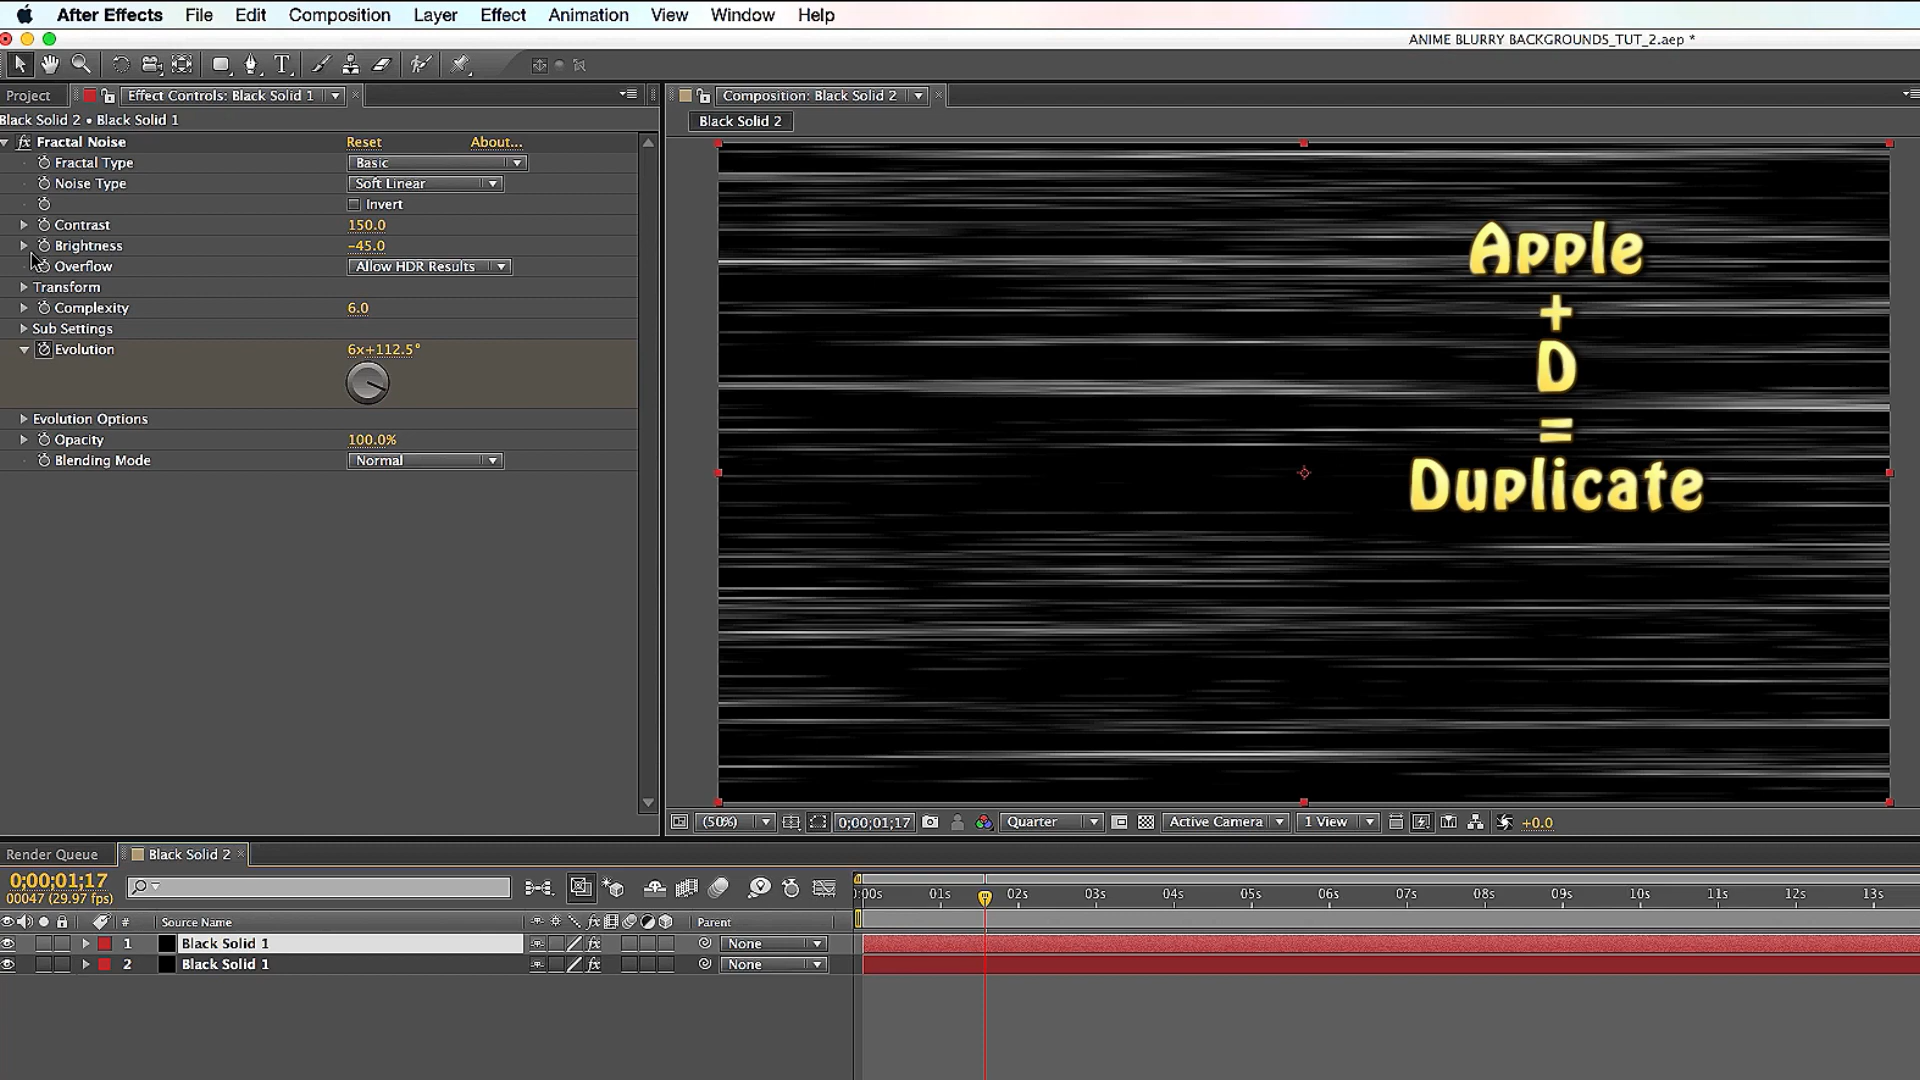 After Effects File Edit Composition Layer Effect Animation View Window Help
ANIME BLURRY BACKGROUNDS_TUT_2.aep *
Project Effect Controls: Black Solid 1
Composition: Black Solid 2
Black Solid 2 • Black Solid 1
Black Solid 2
fx Fractal Noise Reset About...
Fractal Type Basic
Noise Type Soft Linear
Invert
Contrast 150.0
Brightness -45.0
Overflow Allow HDR Results
Transform
Complexity 6.0
Sub Settings
Evolution 6x+112.5°
Evolution Options
Opacity 100.0%
Blending Mode Normal
Apple
+
D
=
Duplicate
(50%) 0;00;01;17 Quarter Active Camera 1 View +0.0
Render Queue Black Solid 2
0;00;01;17
00047 (29.97 fps)
:00s 01s 02s 03s 04s 05s 06s 07s 08s 09s 10s 11s 12s 13s
# Source Name fx Parent
1 Black Solid 1 fx None
2 Black Solid 1 fx None